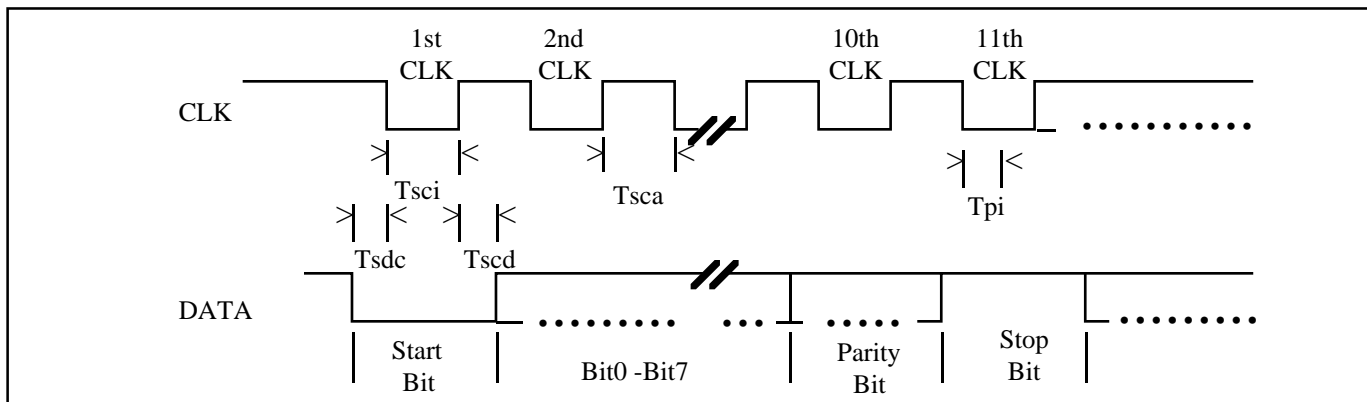 1st
CLK
2nd
CLK
10th
CLK
11th
CLK
CLK
Tsci
Tsca
Tpi
Tsdc
Tscd
DATA
Start
Bit
Bit0 -Bit7
Parity
Bit
Stop
Bit